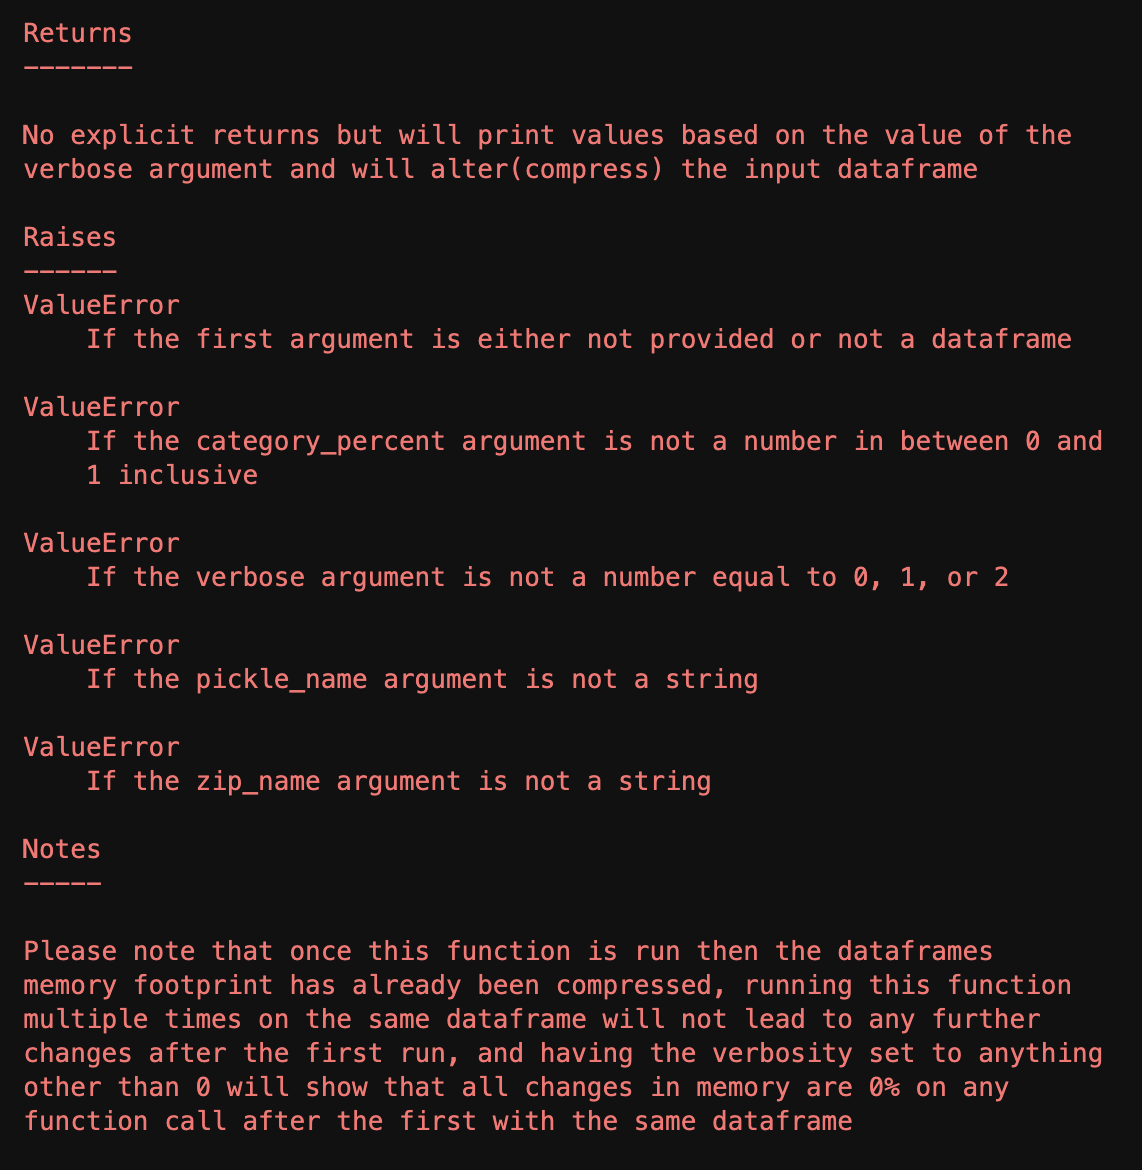 Returns
-------
No explicit returns but will print values based on the value of the
verbose argument and will alter(compress) the input dataframe
Raises
------
ValueError
If the first argument is either not provided or not a dataframe
ValueError
If the category_percent argument is not a number in between 0 and
1 inclusive
ValueError
If the verbose argument is not a number equal to 0, 1, or 2
ValueError
If the pickle_name argument is not a string
ValueError
If the zip_name argument is not a string
Notes
-----
Please note that once this function is run then the dataframes
memory footprint has already been compressed, running this function
multiple times on the same dataframe will not lead to any further
changes after the first run, and having the verbosity set to anything
other than 0 will show that all changes in memory are 0% on any
function call after the first with the same dataframe